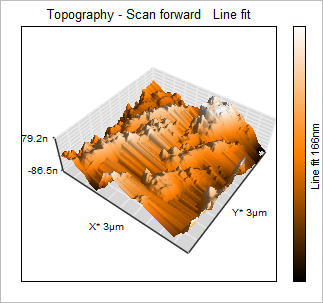 Topography - Scan forward Line fit
79.2n
-86.5n
X* 3µm
Y* 3µm
Line fit 166nm